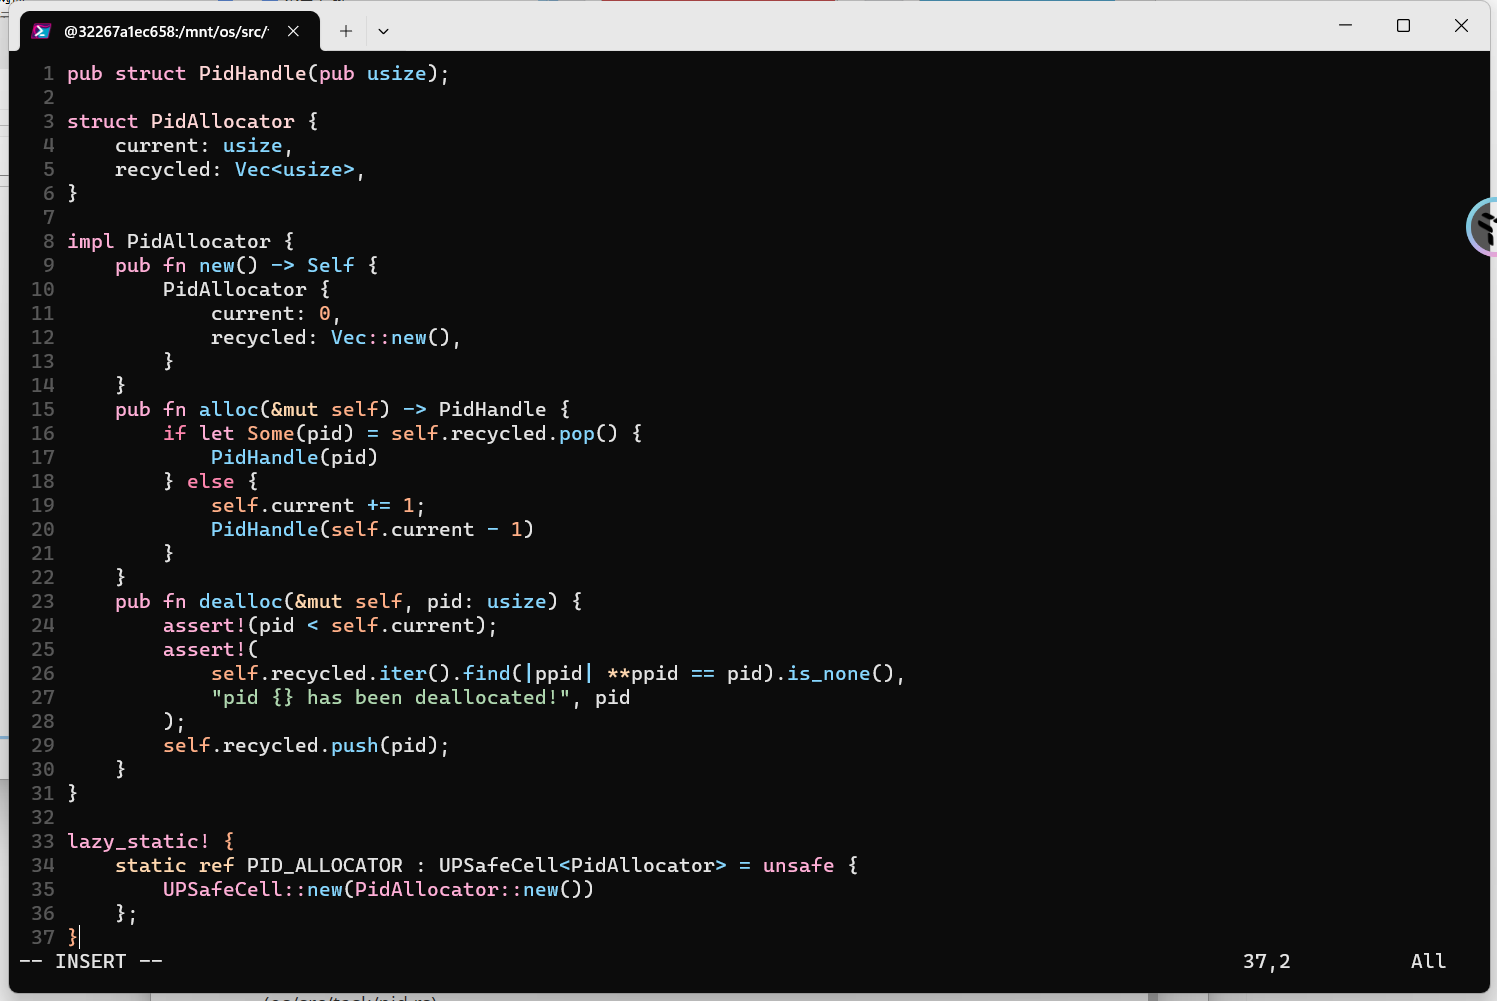 @32267a1ec658:/mnt/os/src/
1 pub struct PidHandle(pub usize);
2
3 struct PidAllocator {
4     current: usize,
5     recycled: Vec<usize>,
6 }
7
8 impl PidAllocator {
9     pub fn new() -> Self {
10         PidAllocator {
11             current: 0,
12             recycled: Vec::new(),
13         }
14     }
15     pub fn alloc(&mut self) -> PidHandle {
16         if let Some(pid) = self.recycled.pop() {
17             PidHandle(pid)
18         } else {
19             self.current += 1;
20             PidHandle(self.current - 1)
21         }
22     }
23     pub fn dealloc(&mut self, pid: usize) {
24         assert!(pid < self.current);
25         assert!(
26             self.recycled.iter().find(|ppid| **ppid == pid).is_none(),
27             "pid {} has been deallocated!", pid
28         );
29         self.recycled.push(pid);
30     }
31 }
32
33 lazy_static! {
34     static ref PID_ALLOCATOR : UPSafeCell<PidAllocator> = unsafe {
35         UPSafeCell::new(PidAllocator::new())
36     };
37 }
-- INSERT -- 37,2 All